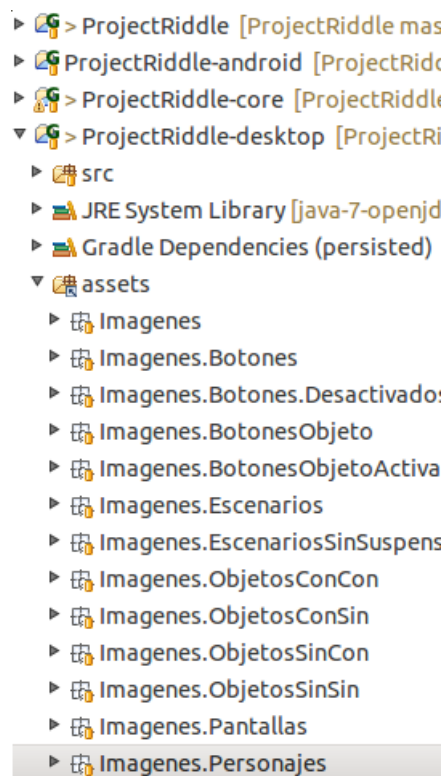 > ProjectRiddle [ProjectRiddle mas
ProjectRiddle-android [ProjectRidd
> ProjectRiddle-core [ProjectRiddle
> ProjectRiddle-desktop [ProjectRi
src
JRE System Library [java-7-openjd
Gradle Dependencies (persisted)
assets
Imagenes
Imagenes.Botones
Imagenes.Botones.Desactivados
Imagenes.BotonesObjeto
Imagenes.BotonesObjetoActiva
Imagenes.Escenarios
Imagenes.EscenariosSinSuspens
Imagenes.ObjetosConCon
Imagenes.ObjetosConSin
Imagenes.ObjetosSinCon
Imagenes.ObjetosSinSin
Imagenes.Pantallas
Imagenes.Personajes